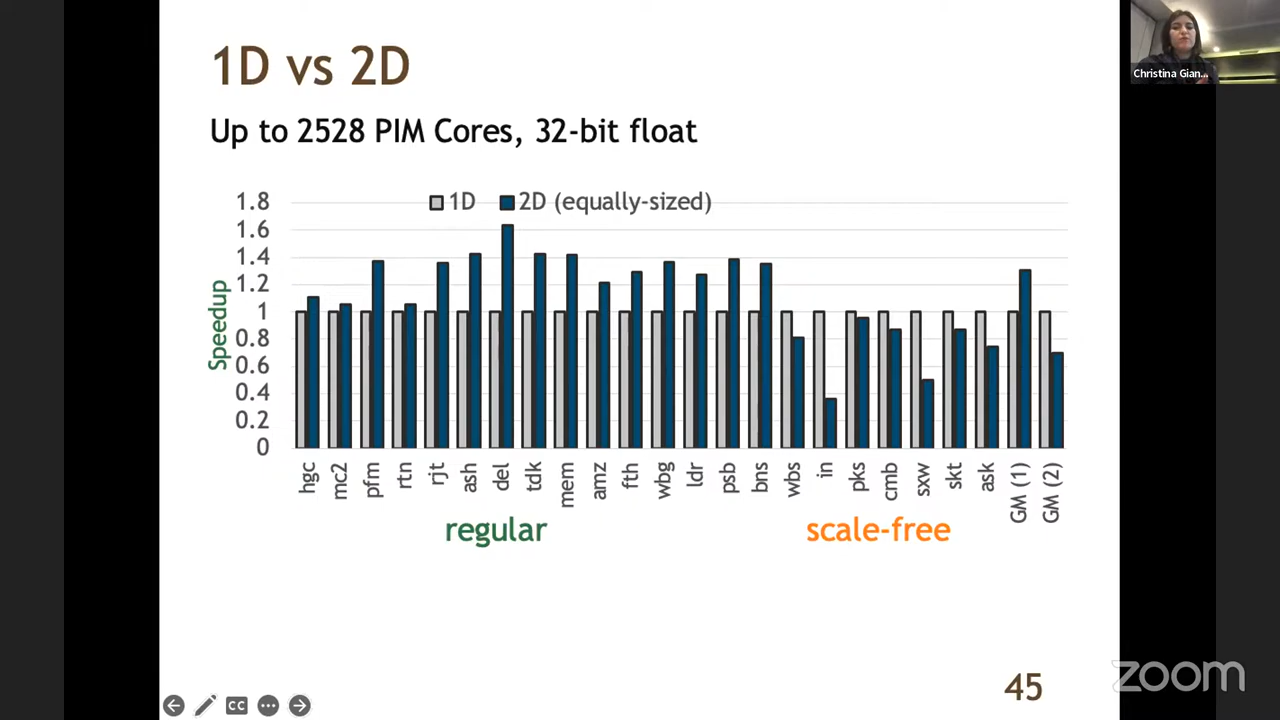 1D vs 2D
Christina Gian...
Up to 2528 PIM Cores, 32-bit float
1D 2D (equally-sized)
Speedup
1.8
1.6
1.4
1.2
1
0.8
0.6
0.4
0.2
0
hgc mc2 pfm rtn rjt ash del tdk mem amz fth wbg ldr psb bns wbs in pks cmb sxw skt ask GM (1) GM (2)
regular scale-free
45
zoom
CC